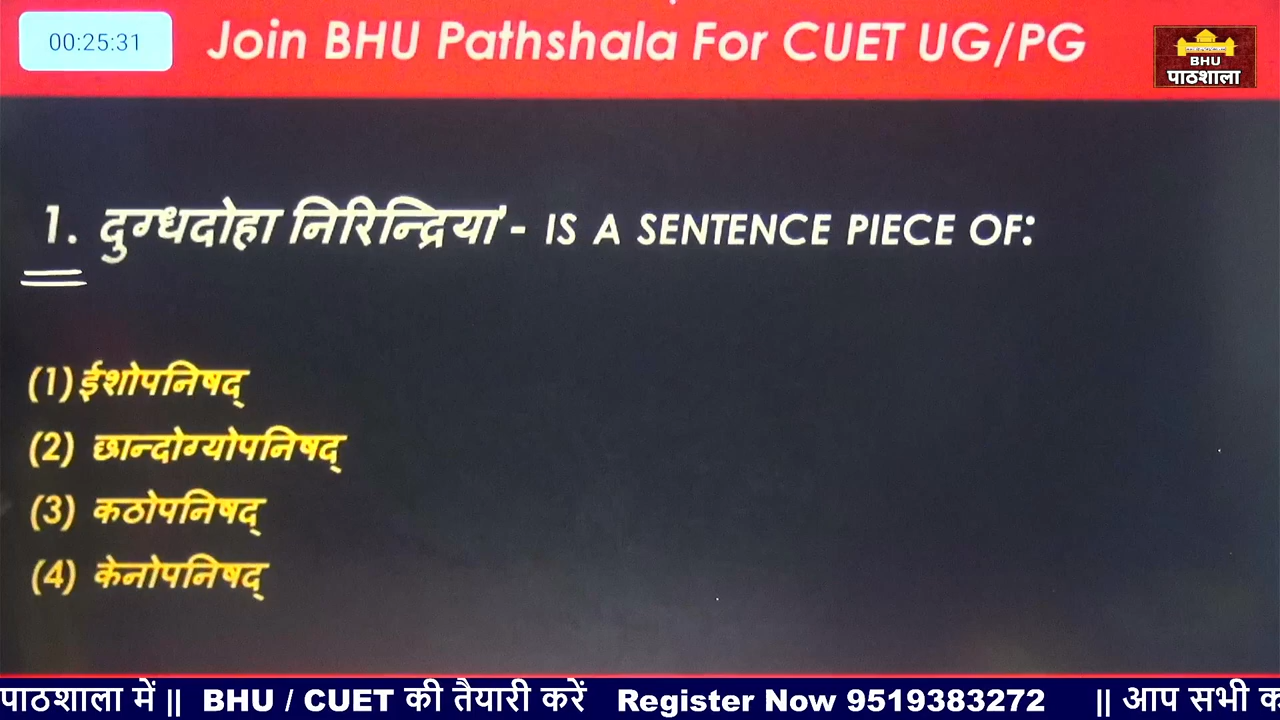 00:25:31
Join BHU Pathshala For CUET UG/PG
BHU
पाठशाला
1. दुग्धदोहा निरिन्द्रिया'- IS A SENTENCE PIECE OF:
(1) ईशोपनिषद्
(2) छान्दोग्योपनिषद्
(3) कठोपनिषद्
(4) केनोपनिषद्
पाठशाला में || BHU / CUET की तैयारी करें Register Now 9519383272 || आप सभी क